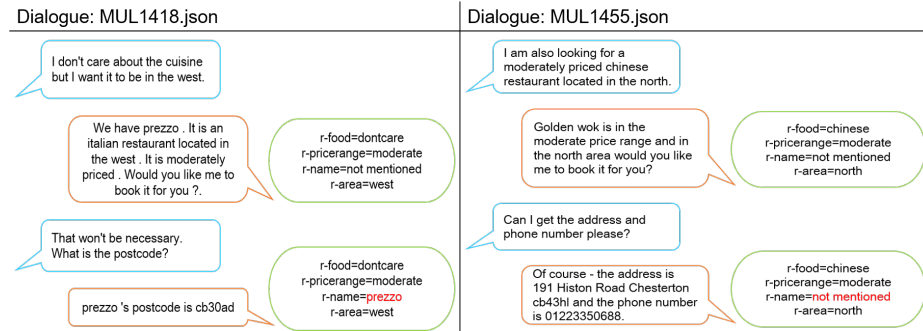 Dialogue: MUL1418.json
I don't care about the cuisine
but I want it to be in the west.
We have prezzo . It is an
italian restaurant located in
the west . It is moderately
priced . Would you like me to
book it for you ?.
r-food=dontcare
r-pricerange=moderate
r-name=not mentioned
r-area=west
That won't be necessary.
What is the postcode?
prezzo 's postcode is cb30ad
r-food=dontcare
r-pricerange=moderate
r-name=prezzo
r-area=west
Dialogue: MUL1455.json
I am also looking for a
moderately priced chinese
restaurant located in the north.
Golden wok is in the
moderate price range and in
the north area would you like
me to book it for you?
r-food=chinese
r-pricerange=moderate
r-name=not mentioned
r-area=north
Can I get the address and
phone number please?
Of course - the address is
191 Histon Road Chesterton
cb43hl and the phone number
is 01223350688.
r-food=chinese
r-pricerange=moderate
r-name=not mentioned
r-area=north